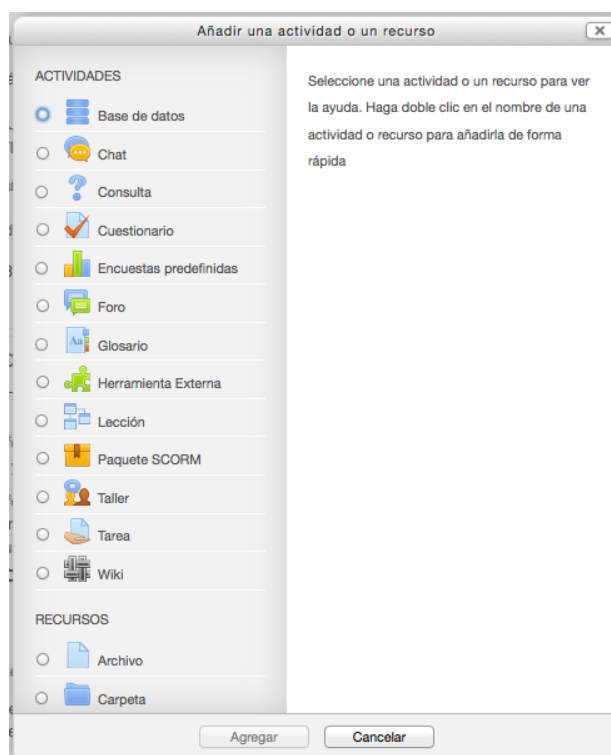 Añadir una actividad o un recurso
ACTIVIDADES
Base de datos
Chat
Consulta
Cuestionario
Encuestas predefinidas
Foro
Glosario
Herramienta Externa
Lección
Paquete SCORM
Taller
Tarea
Wiki
RECURSOS
Archivo
Carpeta
Seleccione una actividad o un recurso para ver
la ayuda. Haga doble clic en el nombre de una
actividad o recurso para añadirla de forma
rápida
Agregar
Cancelar